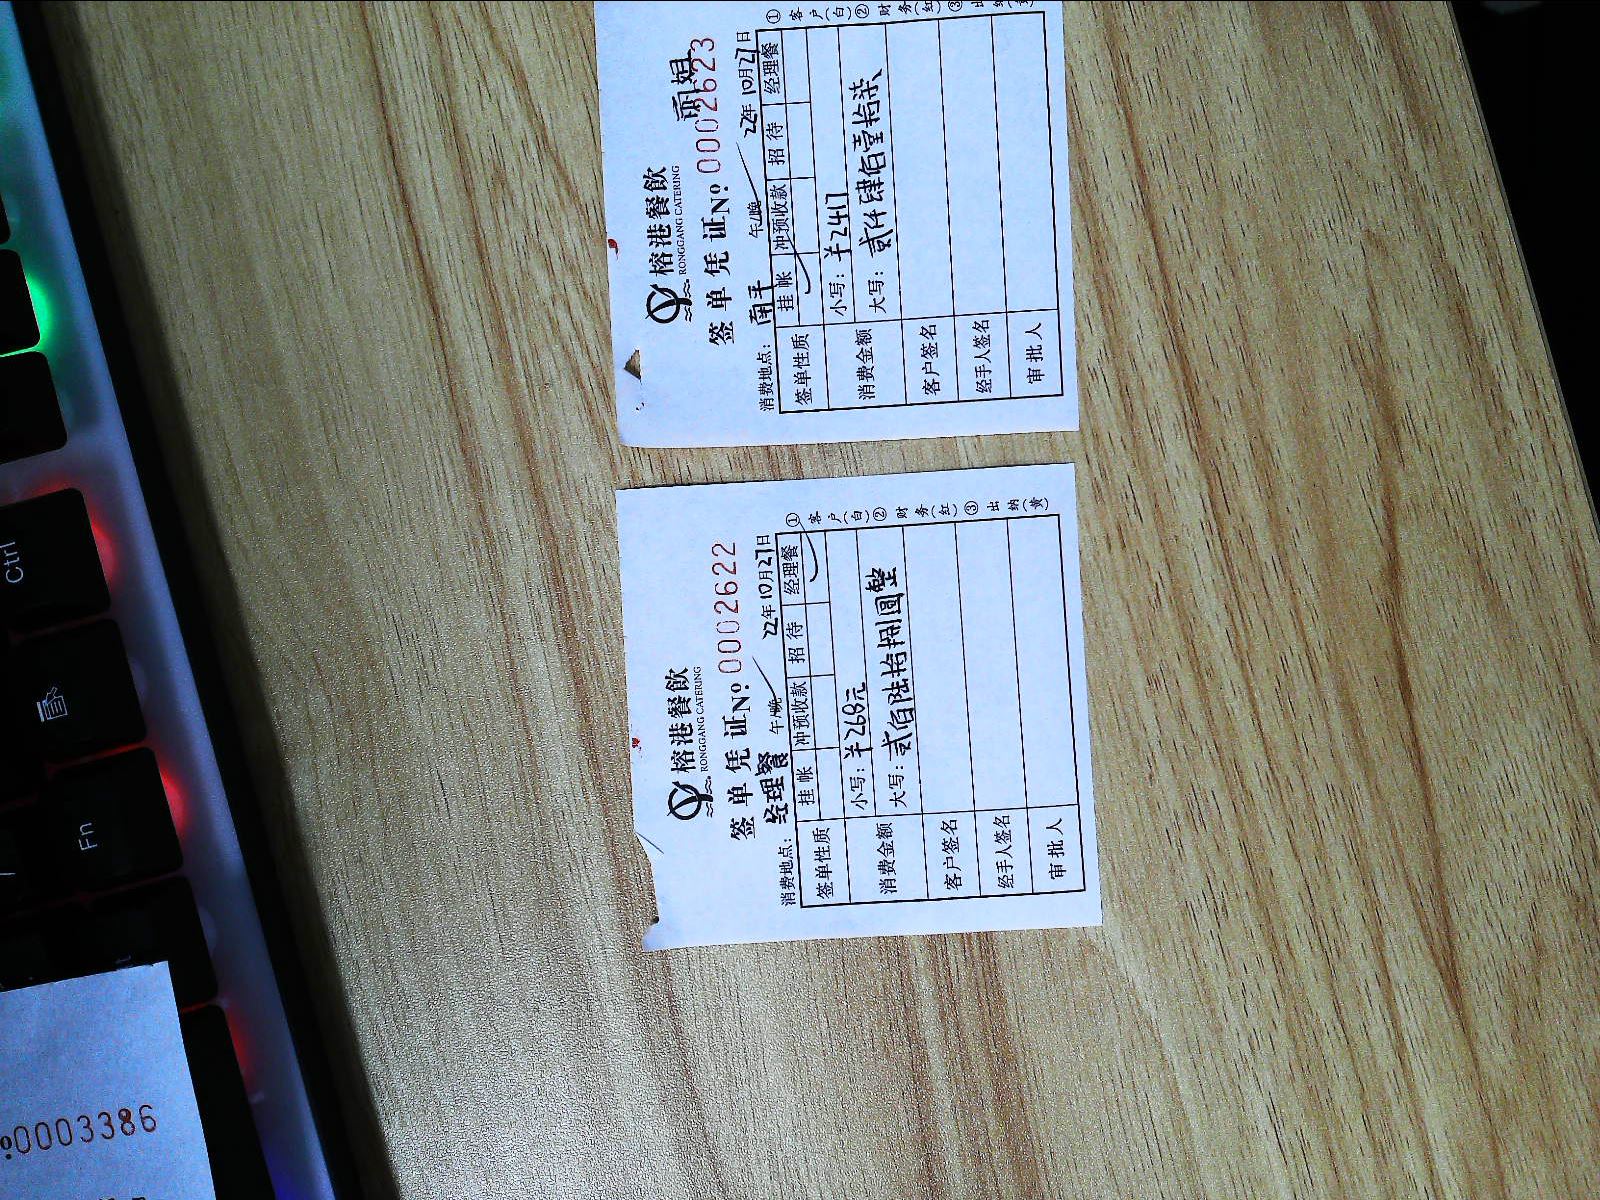 榕港餐飲
RONGGANG CATERING
签单凭证 № 0002622
消费地点: 经理餐 午/晚 22年10月27日
签单性质 挂帐 冲预收款 招待 经理餐
消费金额 小写: ¥268元
大写: 贰佰陆拾捌圆整
客户签名
经手人签名
审批人
①客户(白)②财务(红)③出纳(黄)
榕港餐飲
RONGGANG CATERING
丽娟
签单凭证 № 0002623
消费地点: 南平 午/晚 22年10月27日
签单性质 挂帐 冲预收款 招待 经理餐
消费金额 小写: ¥2417
大写: 贰仟肆佰壹拾柒
客户签名
经手人签名
审批人
①客户(白)②财务(红)③出纳(黄
Ctrl
Fn
0003386